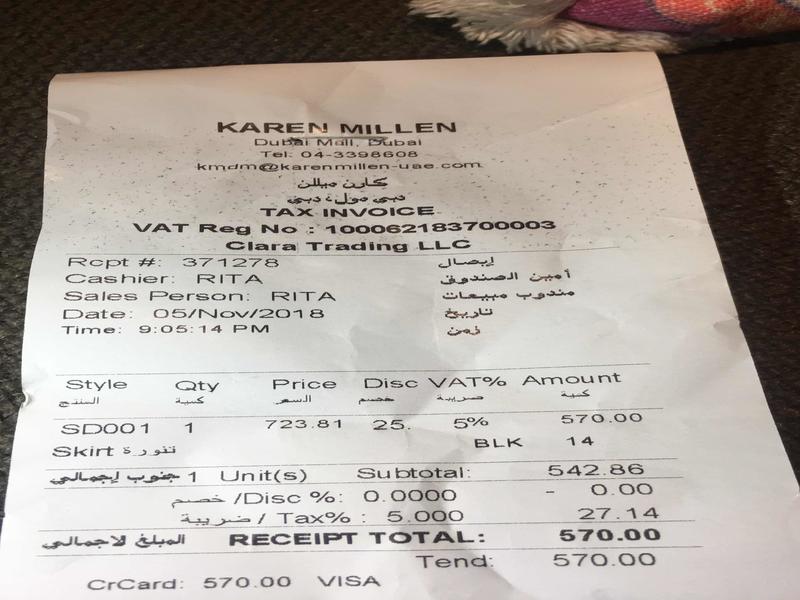 KAREN MILLEN
Dubai Mall, Dubai
Tel: 04-3398608
kmdm@karenmillen-uae.com
كارن ميللن
دبي مول، دبي
TAX INVOICE
VAT Reg No : 100062183700003
Clara Trading LLC
Rcpt #: 371278 إيصال
Cashier: RITA أمين الصندوق
Sales Person: RITA مندوب مبيعات
Date: 05/Nov/2018 تاريخ
Time: 9:05:14 PM زمن
Style Qty Price Disc VAT% Amount
المنتج كمية السعر خصم ضريبة كمية
SD001 1 723.81 25. 5% 570.00
Skirt تنورة BLK 14
جنوب إجمالي 1 Unit(s) Subtotal: 542.86
خصم /Disc %: 0.0000 - 0.00
ضريبة / Tax% : 5.000 27.14
المبلغ لاجمالي RECEIPT TOTAL: 570.00
Tend: 570.00
CrCard: 570.00 VISA